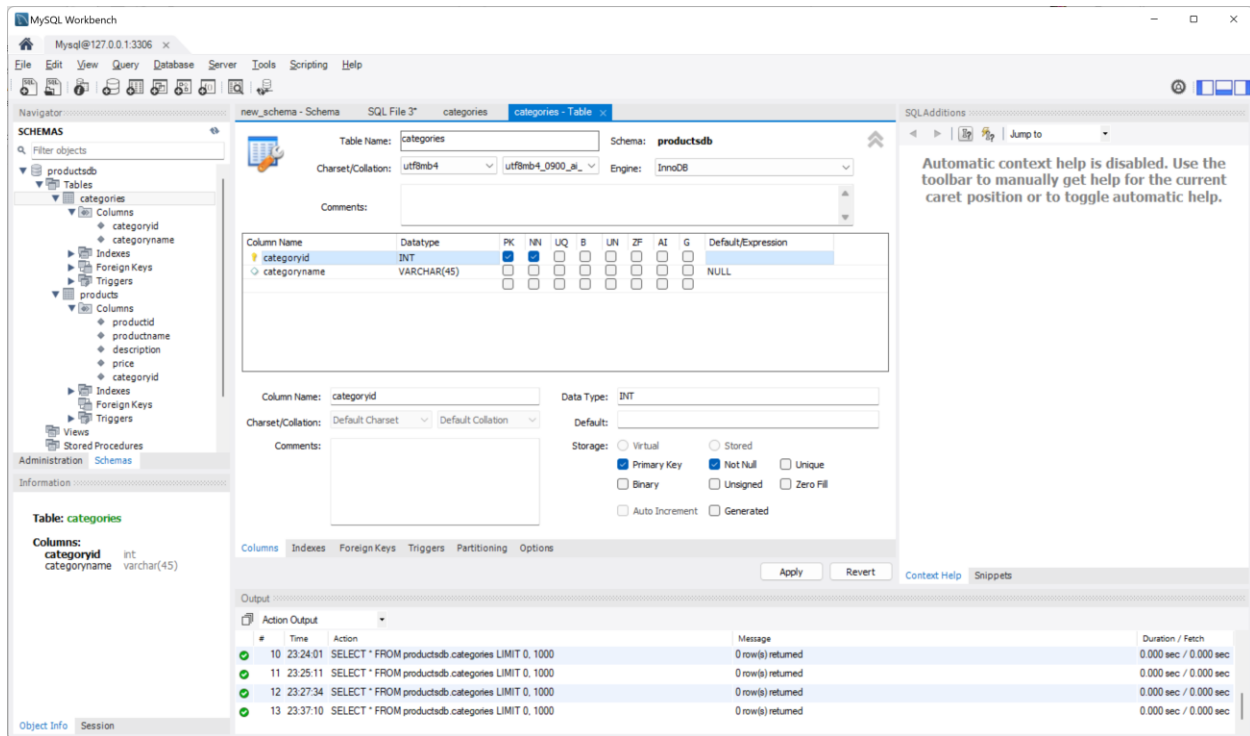 MySQL Workbench
Mysql@127.0.0.1:3306
File Edit View Query Database Server Tools Scripting Help
Navigator
SCHEMAS
Filter objects
productsdb
Tables
categories
Columns
categoryid
categoryname
Indexes
Foreign Keys
Triggers
products
Columns
productid
productname
description
price
categoryid
Indexes
Foreign Keys
Triggers
Views
Stored Procedures
Administration Schemas
Information
Table: categories
Columns:
categoryid int
categoryname varchar(45)
Object Info Session
new_schema - Schema SQL File 3* categories categories - Table
Table Name: categories Schema: productsdb
Charset/Collation: utf8mb4 utf8mb4_0900_ai_ Engine: InnoDB
Comments:
Column Name Datatype PK NN UQ B UN ZF AI G Default/Expression
categoryid INT
categoryname VARCHAR(45) NULL
Column Name: categoryid Data Type: INT
Charset/Collation: Default Charset Default Collation Default:
Comments: Storage: Virtual Stored
Primary Key Not Null Unique
Binary Unsigned Zero Fill
Auto Increment Generated
Columns Indexes Foreign Keys Triggers Partitioning Options
Apply Revert
SQLAdditions
Jump to
Automatic context help is disabled. Use the
toolbar to manually get help for the current
caret position or to toggle automatic help.
Context Help Snippets
Output
Action Output
# Time Action Message Duration / Fetch
10 23:24:01 SELECT * FROM productsdb.categories LIMIT 0, 1000 0 row(s) returned 0.000 sec / 0.000 sec
11 23:25:11 SELECT * FROM productsdb.categories LIMIT 0, 1000 0 row(s) returned 0.000 sec / 0.000 sec
12 23:27:34 SELECT * FROM productsdb.categories LIMIT 0, 1000 0 row(s) returned 0.000 sec / 0.000 sec
13 23:37:10 SELECT * FROM productsdb.categories LIMIT 0, 1000 0 row(s) returned 0.000 sec / 0.000 sec